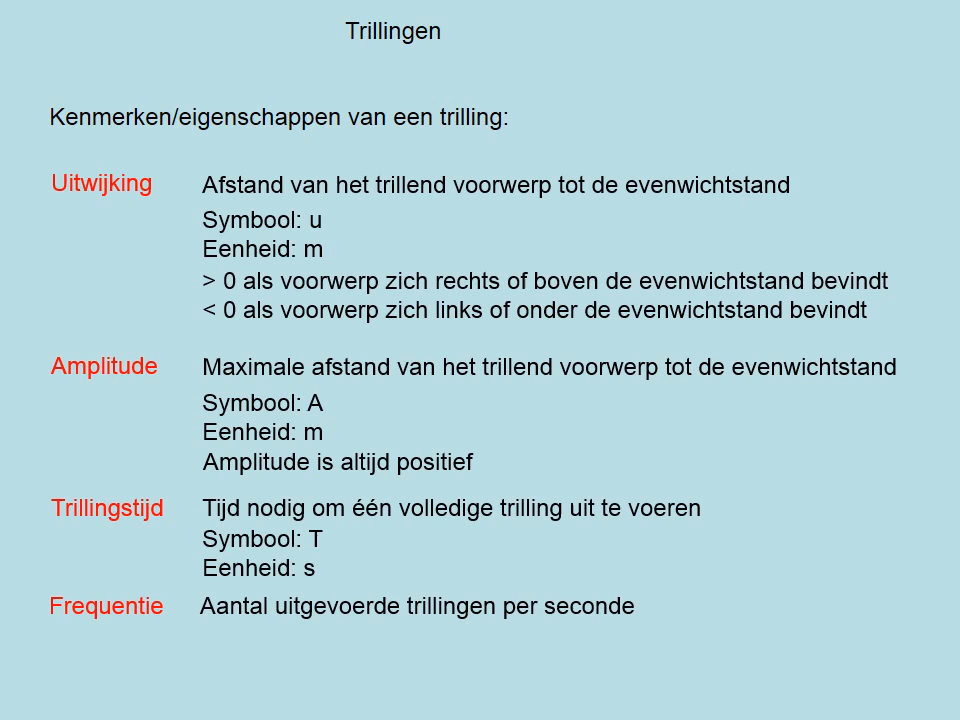 Trillingen
Kenmerken/eigenschappen van een trilling:
Uitwijking Afstand van het trillend voorwerp tot de evenwichtstand
Symbool: u
Eenheid: m
> 0 als voorwerp zich rechts of boven de evenwichtstand bevindt
< 0 als voorwerp zich links of onder de evenwichtstand bevindt
Amplitude Maximale afstand van het trillend voorwerp tot de evenwichtstand
Symbool: A
Eenheid: m
Amplitude is altijd positief
Trillingstijd Tijd nodig om één volledige trilling uit te voeren
Symbool: T
Eenheid: s
Frequentie Aantal uitgevoerde trillingen per seconde